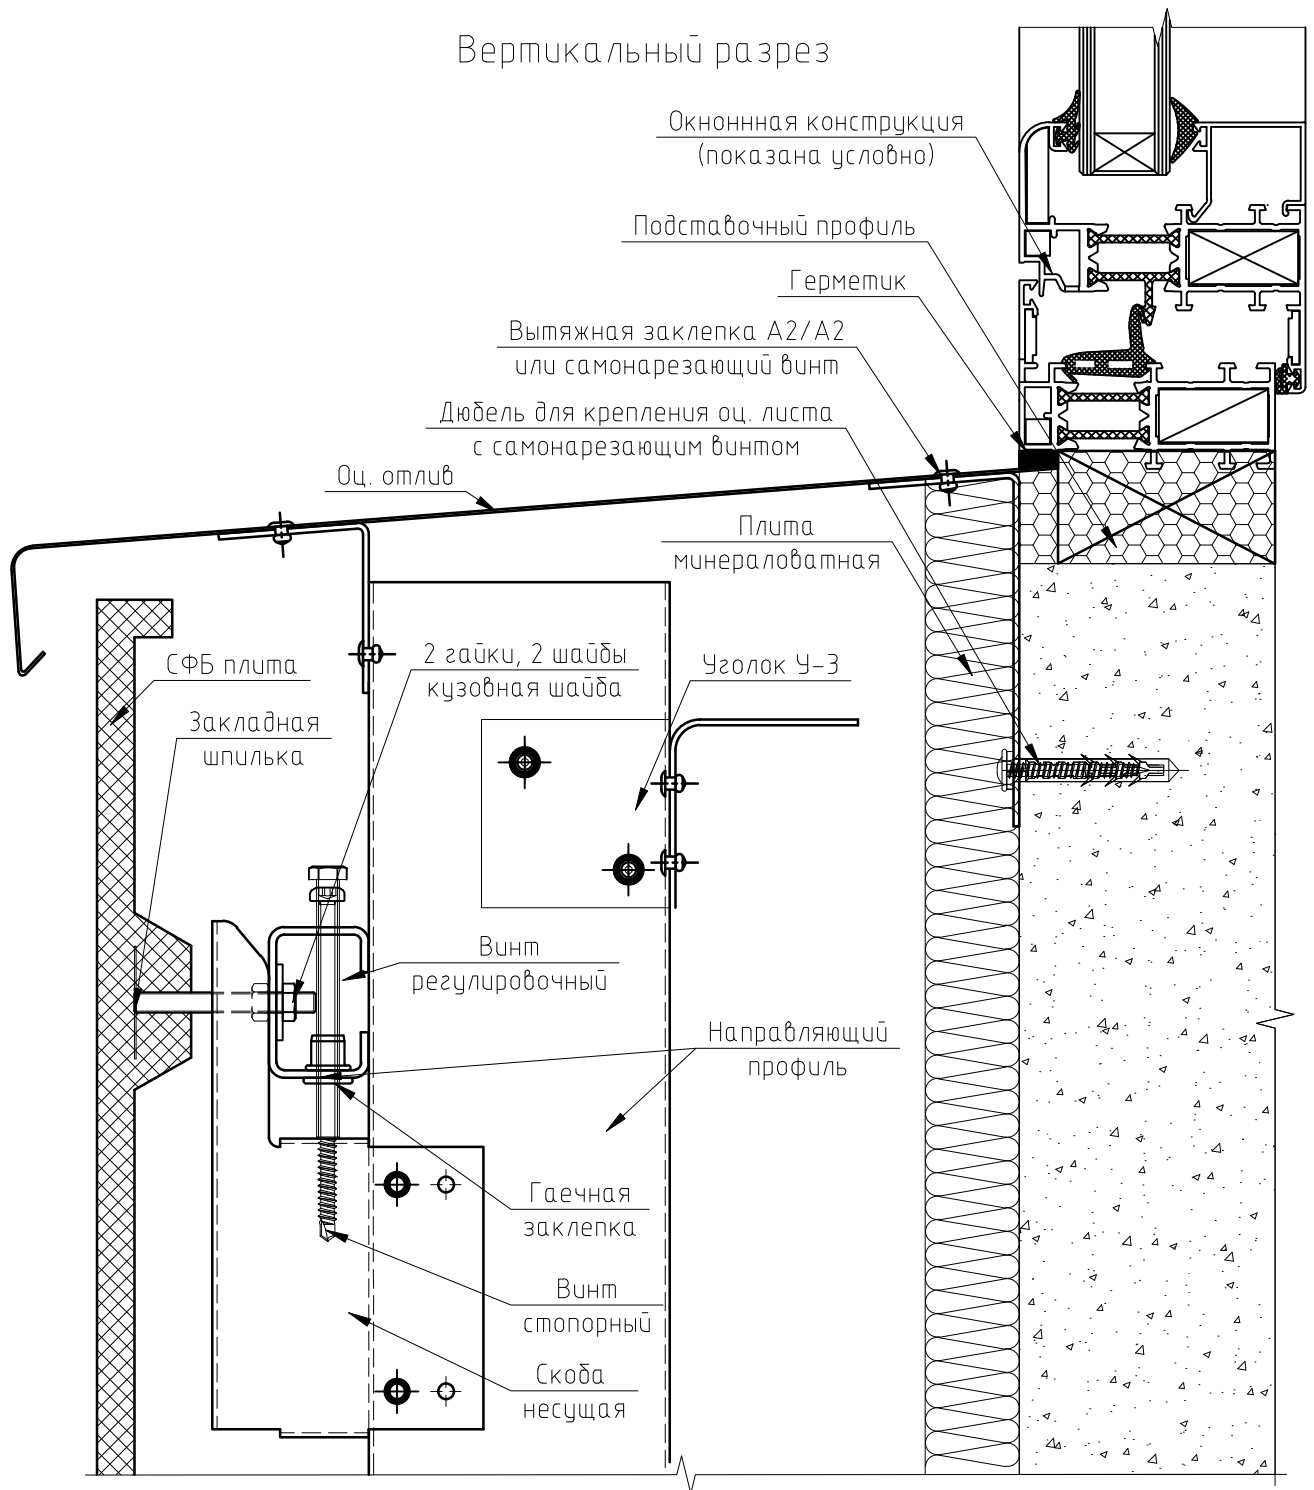 Вертикальный разрез
Окноннная конструкция
(показана условно)
Подставочный профиль
Герметик
Вытяжная заклепка А2/А2
или самонарезающий винт
Дюбель для крепления оц. листа
с самонарезающим винтом
Оц. отлив
Плита
минераловатная
СФБ плита
2 гайки, 2 шайбы
кузовная шайба
Уголок У-3
Закладная
шпилька
Винт
регулировочный
Направляющий
профиль
Гаечная
заклепка
Винт
стопорный
Скоба
несущая